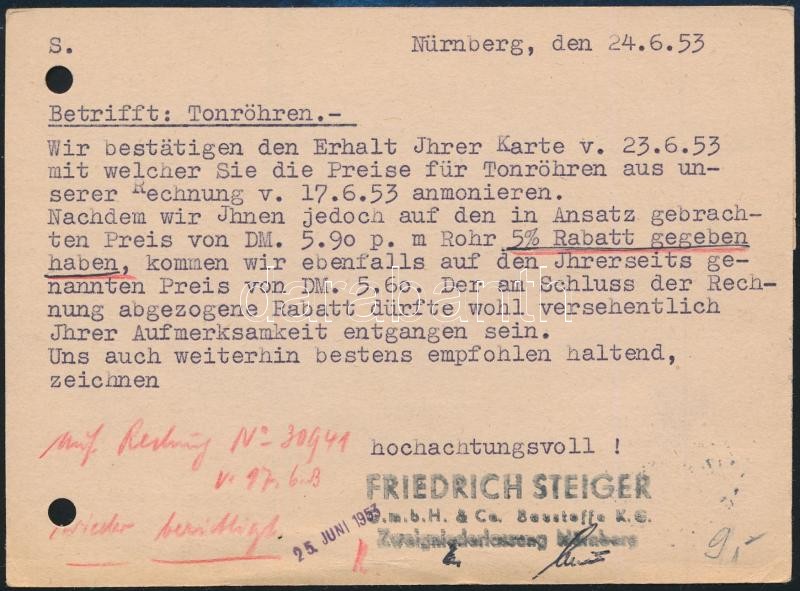 S. Nürnberg, den 24.6.53
Betrifft: Tonröhren.-
Wir bestätigen den Erhalt Jhrer Karte v. 23.6.53
mit welcher Sie die Preise für Tonröhren aus un-
serer Rechnung v. 17.6.53 anmonieren.
Nachdem wir Jhnen jedoch auf den in Ansatz gebrach-
ten Preis von DM. 5.90 p. m Rohr 5% Rabatt gegeben
haben, kommen wir ebenfalls auf den Jhrerseits ge-
nannten Preis von DM. 5,60. Der am Schluss der Rech-
nung abgezogene Rabatt dürfte wohl versehentlich
Jhrer Aufmerksamkeit entgangen sein.
Uns auch weiterhin bestens empfohlen haltend,
zeichnen
darabanth
auf Rechnung No 30941
hochachtungsvoll !
FRIEDRICH STEIGER
G.m.b.H. & Co. Baustoffe K.G.
Zweigniederlassung Nürnberg
wieder berichtigt
25. JUNI 1953
9,-